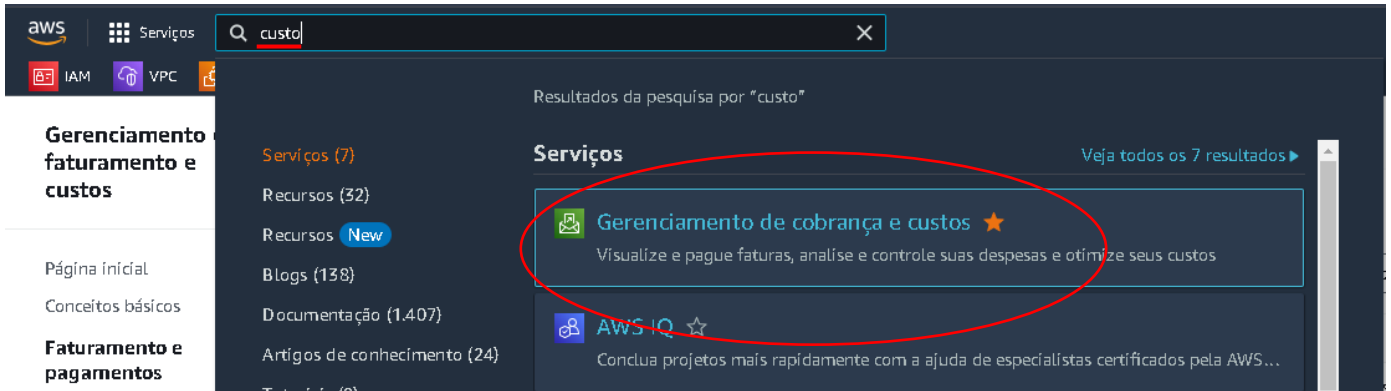 aws
Serviços
custo
IAM
VPC
Resultados da pesquisa por "custo"
Gerenciamento
faturamento e
custos
Página inicial
Conceitos básicos
Faturamento e
pagamentos
Serviços (7)
Recursos (32)
Recursos New
Blogs (138)
Documentação (1.407)
Artigos de conhecimento (24)
Serviços
Veja todos os 7 resultados
Gerenciamento de cobrança e custos
Visualize e pague faturas, analise e controle suas despesas e otimize seus custos
AWS IQ
Conclua projetos mais rapidamente com a ajuda de especialistas certificados pela AWS...